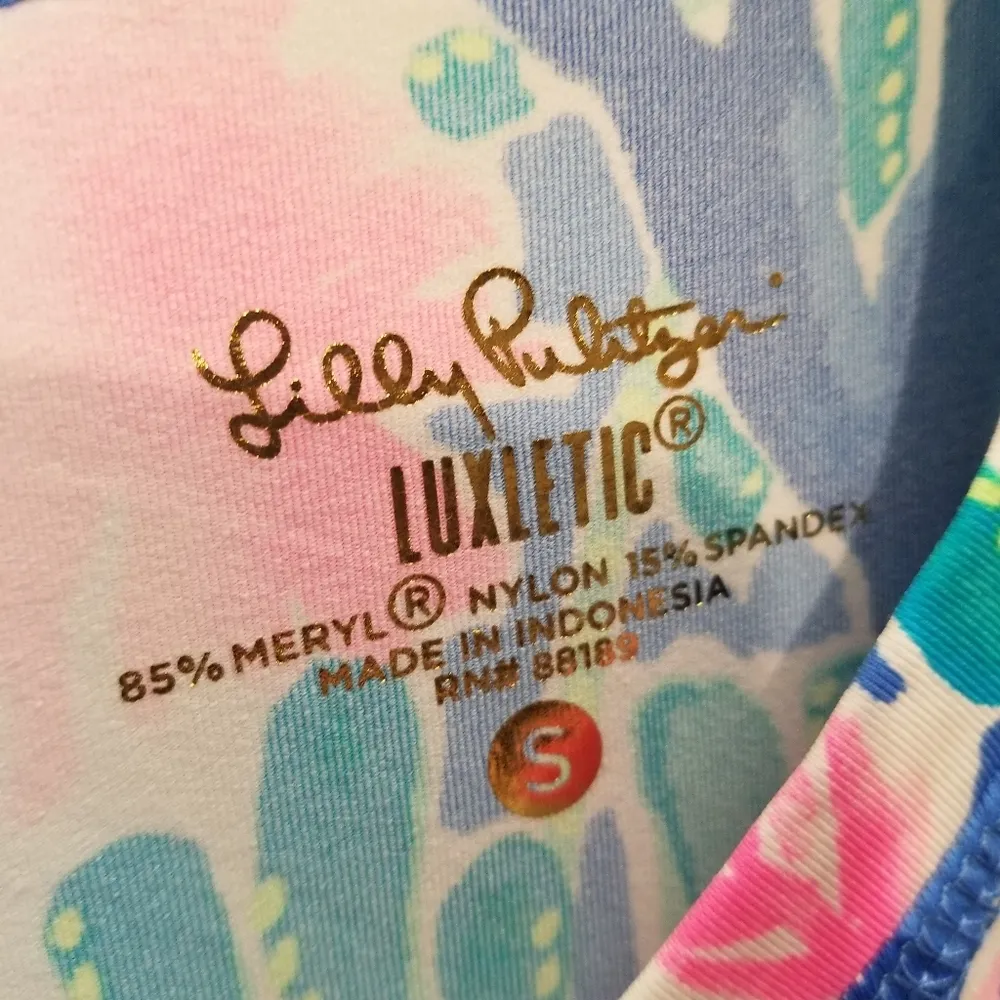 Lilly Pulitzer
LUXLETIC®
85% MERYL® NYLON 15% SPANDEX
MADE IN INDONESIA
RN# 88189
S